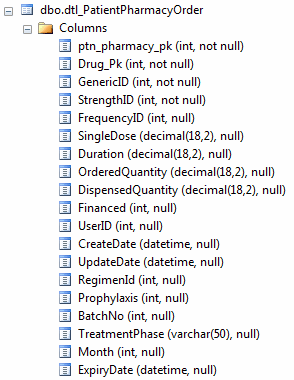 dbo.dtl_PatientPharmacyOrder
Columns
ptn_pharmacy_pk (int, not null)
Drug_Pk (int, not null)
GenericID (int, not null)
StrengthID (int, not null)
FrequencyID (int, null)
SingleDose (decimal(18,2), null)
Duration (decimal(18,2), null)
OrderedQuantity (decimal(18,2), null)
DispensedQuantity (decimal(18,2), null)
Financed (int, null)
UserID (int, null)
CreateDate (datetime, null)
UpdateDate (datetime, null)
RegimenId (int, null)
Prophylaxis (int, null)
BatchNo (int, null)
TreatmentPhase (varchar(50), null)
Month (int, null)
ExpiryDate (datetime, null)